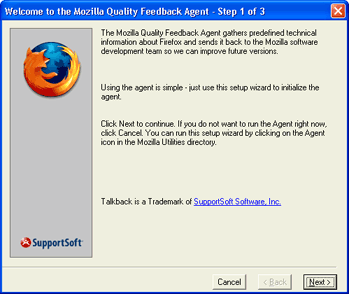 Welcome to the Mozilla Quality Feedback Agent - Step 1 of 3
The Mozilla Quality Feedback Agent gathers predefined technical
information about Firefox and sends it back to the Mozilla software
development team so we can improve future versions.
Using the agent is simple - just use this setup wizard to initialize the
agent.
Click Next to continue. If you do not want to run the Agent right now,
click Cancel. You can run this setup wizard by clicking on the Agent
icon in the Mozilla Utilities directory.
Talkback is a Trademark of SupportSoft Software, Inc.
SupportSoft
Cancel < Back Next >